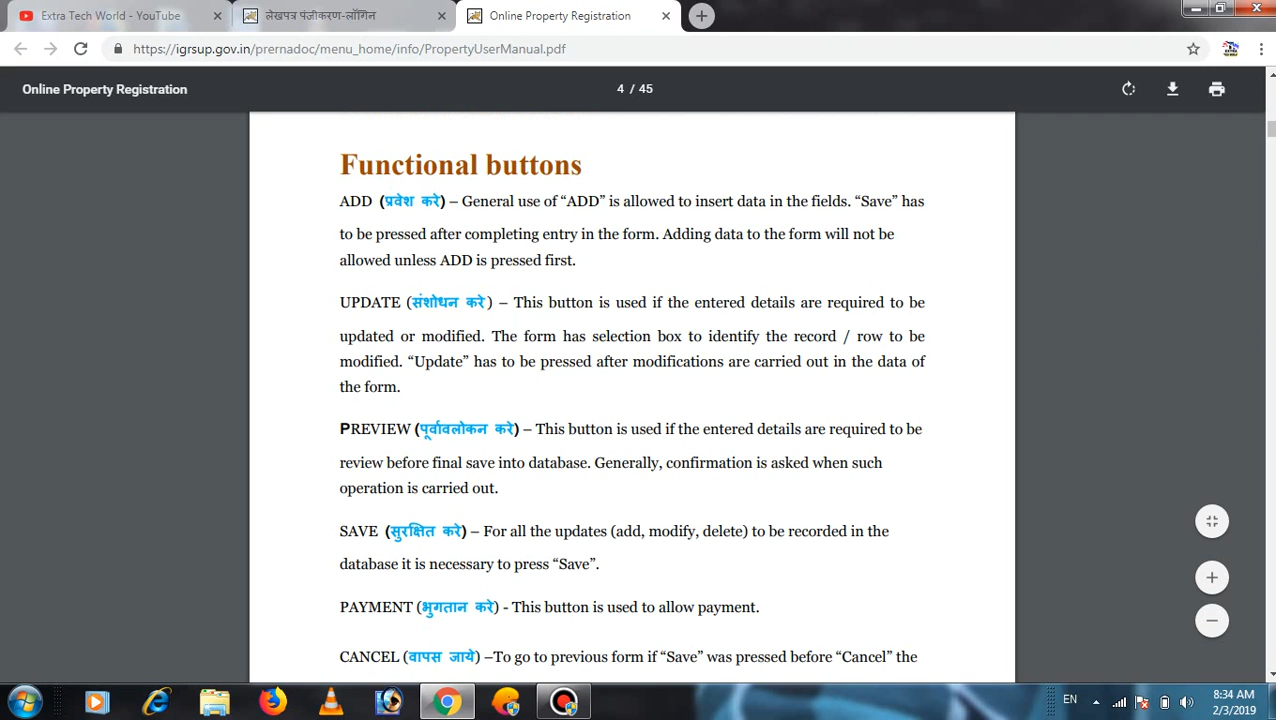 Extra Tech World - YouTube
लेखपत्र पंजीकरण-लॉगिन
Online Property Registration
https://igrsup.gov.in/prernadoc/menu_home/info/PropertyUserManual.pdf
Online Property Registration
4 / 45
Functional buttons
ADD (प्रवेश करे) – General use of “ADD” is allowed to insert data in the fields. “Save” has
to be pressed after completing entry in the form. Adding data to the form will not be
allowed unless ADD is pressed first.
UPDATE (संशोधन करे) – This button is used if the entered details are required to be
updated or modified. The form has selection box to identify the record / row to be
modified. “Update” has to be pressed after modifications are carried out in the data of
the form.
PREVIEW (पूर्वावलोकन करे) – This button is used if the entered details are required to be
review before final save into database. Generally, confirmation is asked when such
operation is carried out.
SAVE (सुरक्षित करे) – For all the updates (add, modify, delete) to be recorded in the
database it is necessary to press “Save”.
PAYMENT (भुगतान करे) - This button is used to allow payment.
CANCEL (वापस जाये) –To go to previous form if “Save” was pressed before “Cancel” the
EN
8:34 AM
2/3/2019